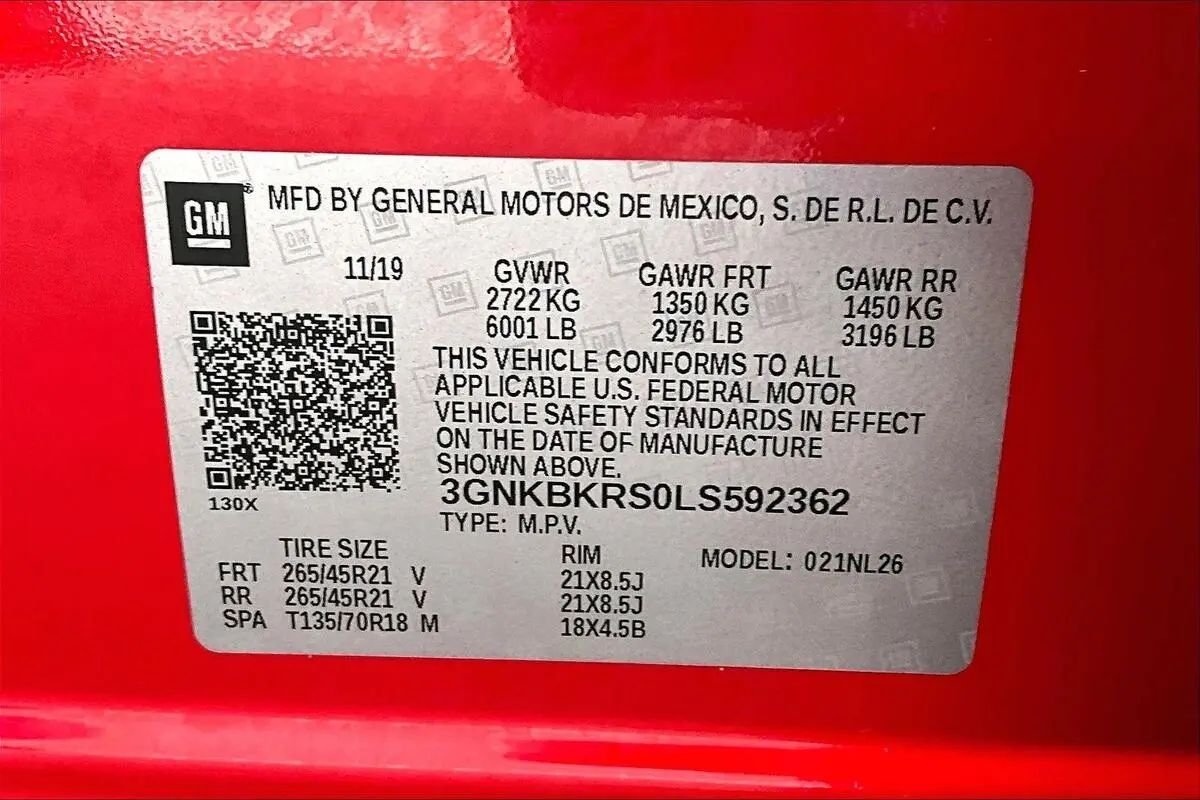 GM
MFD BY GENERAL MOTORS DE MEXICO, S. DE R.L. DE C.V.
11/19 GVWR GAWR FRT GAWR RR
2722 KG 1350 KG 1450 KG
6001 LB 2976 LB 3196 LB
THIS VEHICLE CONFORMS TO ALL
APPLICABLE U.S. FEDERAL MOTOR
VEHICLE SAFETY STANDARDS IN EFFECT
ON THE DATE OF MANUFACTURE
SHOWN ABOVE.
130X
3GNKBKRS0LS592362
TYPE: M.P.V.
TIRE SIZE RIM MODEL: 021NL26
FRT 265/45R21 V 21X8.5J
RR 265/45R21 V 21X8.5J
SPA T135/70R18 M 18X4.5B